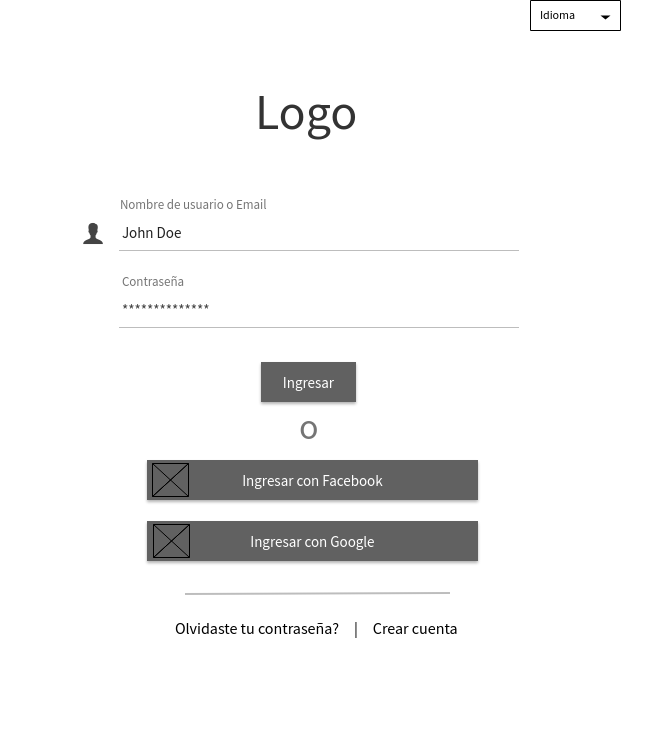 Idioma
Logo
Nombre de usuario o Email
John Doe
Contraseña
**************
Ingresar
O
Ingresar con Facebook
Ingresar con Google
Olvidaste tu contraseña? | Crear cuenta